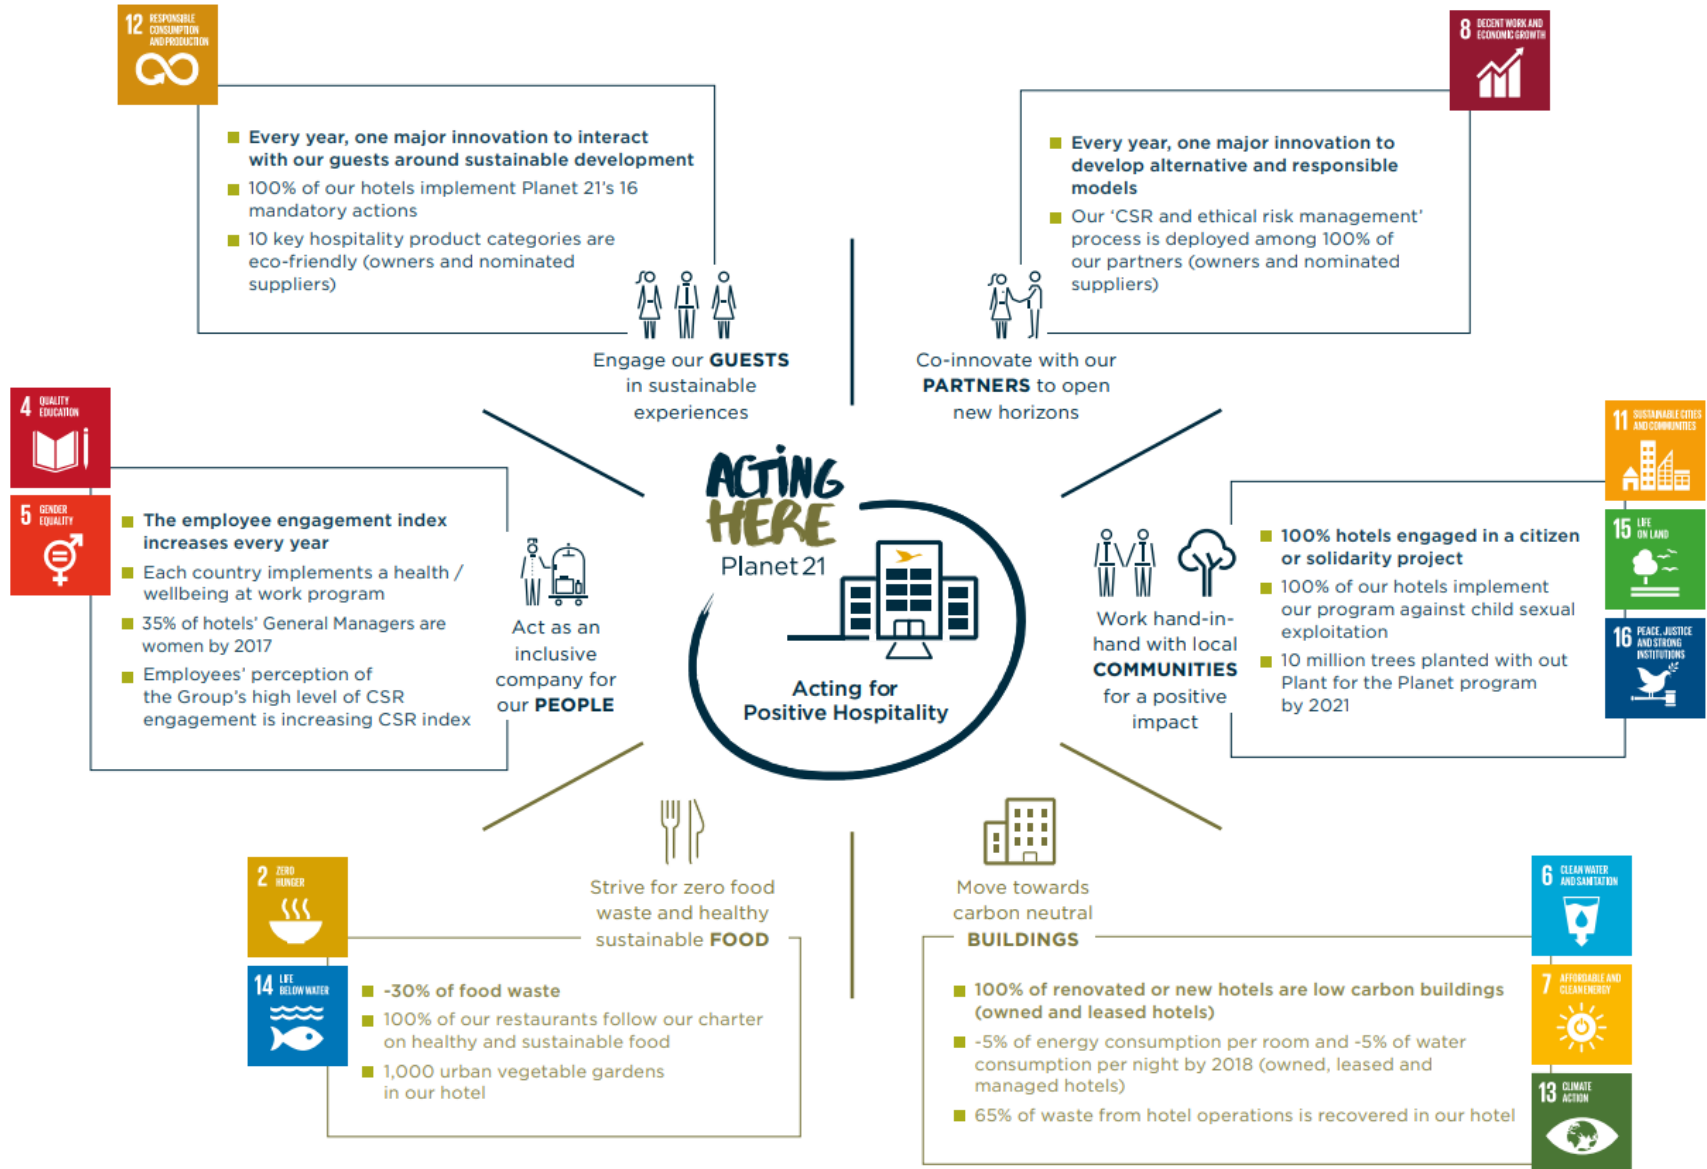 12 RESPONSIBLE
CONSUMPTION
AND PRODUCTION
Every year, one major innovation to interact
with our guests around sustainable development
100% of our hotels implement Planet 21's 16
mandatory actions
10 key hospitality product categories are
eco-friendly (owners and nominated
suppliers)
Engage our GUESTS
in sustainable
experiences
8 DECENT WORK AND
ECONOMIC GROWTH
Every year, one major innovation to
develop alternative and responsible
models
Our ‘CSR and ethical risk management’
process is deployed among 100% of
our partners (owners and nominated
suppliers)
Co-innovate with our
PARTNERS to open
new horizons
4 QUALITY
EDUCATION
5 GENDER
EQUALITY
The employee engagement index
increases every year
Each country implements a health /
wellbeing at work program
35% of hotels' General Managers are
women by 2017
Employees' perception of
the Group's high level of CSR
engagement is increasing CSR index
Act as an
inclusive
company for
our PEOPLE
ACTING
HERE
Planet 21
Acting for
Positive Hospitality
11 SUSTAINABLE CITIES
AND COMMUNITIES
15 LIFE
ON LAND
16 PEACE, JUSTICE
AND STRONG
INSTITUTIONS
Work hand-in-
hand with local
COMMUNITIES
for a positive
impact
100% hotels engaged in a citizen
or solidarity project
100% of our hotels implement
our program against child sexual
exploitation
10 million trees planted with out
Plant for the Planet program
by 2021
2 ZERO
HUNGER
14 LIFE
BELOW WATER
Strive for zero food
waste and healthy
sustainable FOOD
-30% of food waste
100% of our restaurants follow our charter
on healthy and sustainable food
1,000 urban vegetable gardens
in our hotel
Move towards
carbon neutral
BUILDINGS
6 CLEAN WATER
AND SANITATION
7 AFFORDABLE AND
CLEAN ENERGY
13 CLIMATE
ACTION
100% of renovated or new hotels are low carbon buildings
(owned and leased hotels)
-5% of energy consumption per room and -5% of water
consumption per night by 2018 (owned, leased and
managed hotels)
65% of waste from hotel operations is recovered in our hotel